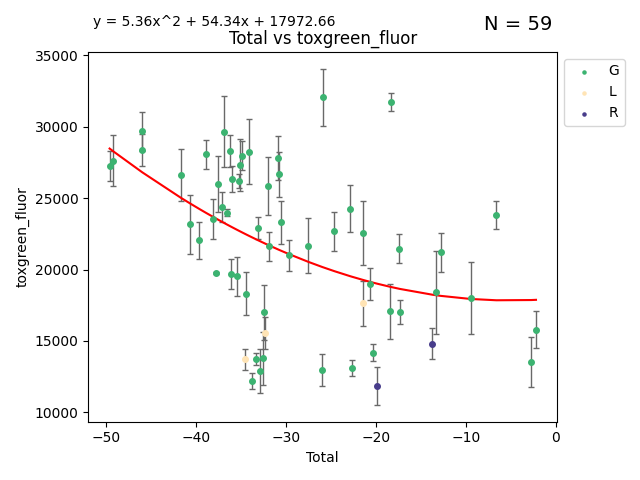 y = 5.36x^2 + 54.34x + 17972.66
N = 59
Total vs toxgreen_fluor
35000
30000
25000
20000
15000
10000
toxgreen_fluor
−50
−40
−30
−20
−10
0
Total
G
L
R